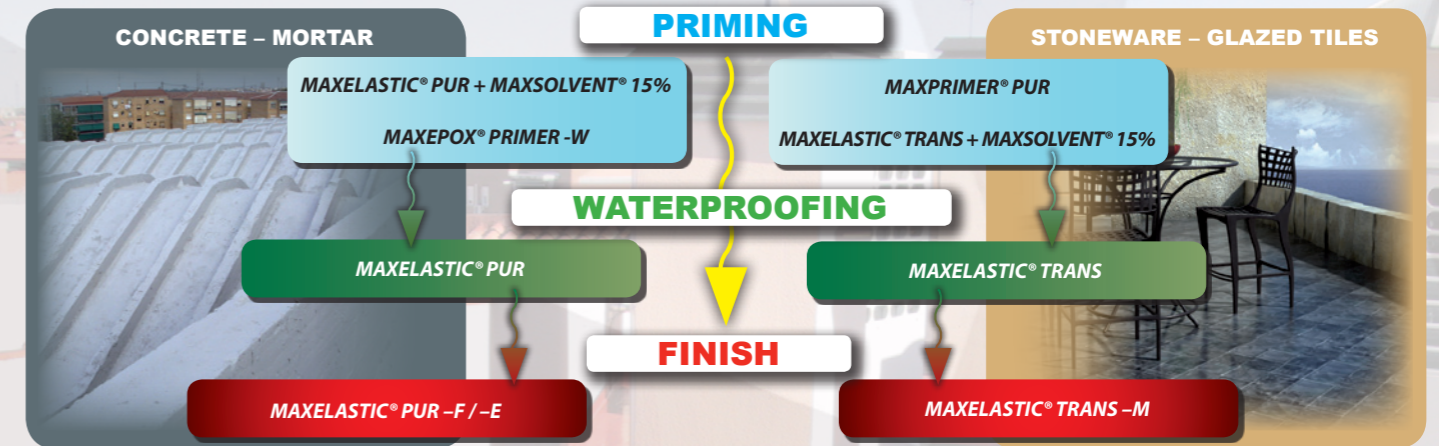 PRIMING
CONCRETE – MORTAR
STONEWARE – GLAZED TILES
MAXELASTIC® PUR + MAXSOLVENT® 15%
MAXEPOX® PRIMER -W
MAXPRIMER® PUR
MAXELASTIC® TRANS + MAXSOLVENT® 15%
WATERPROOFING
MAXELASTIC® PUR
MAXELASTIC® TRANS
FINISH
MAXELASTIC® PUR –F / –E
MAXELASTIC® TRANS –M